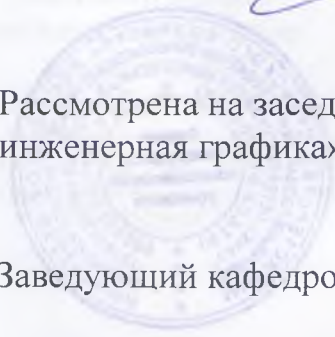 Рассмотрена на засед
инженерная графика»
Заведующий кафедро